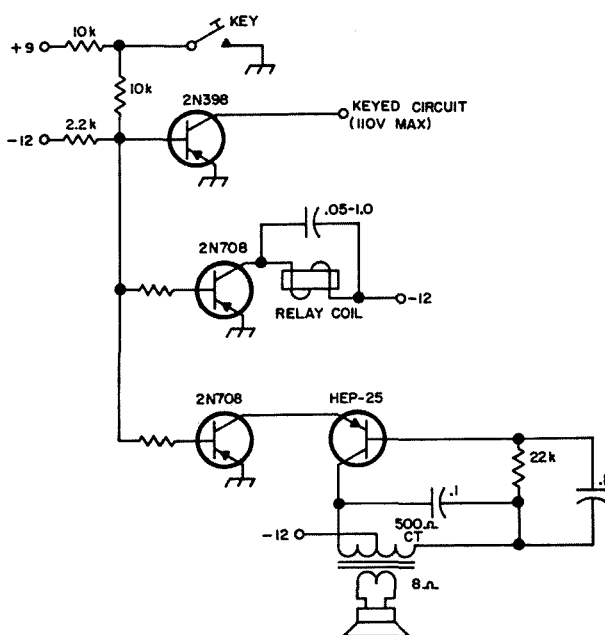 10k
KEY
+9
10k
2N398
KEYED CIRCUIT
(110V MAX)
2.2k
-12
.05-1.0
2N708
-12
RELAY COIL
2N708
HEP-25
22k
.1
.1
500Ω
CT
-12
8Ω